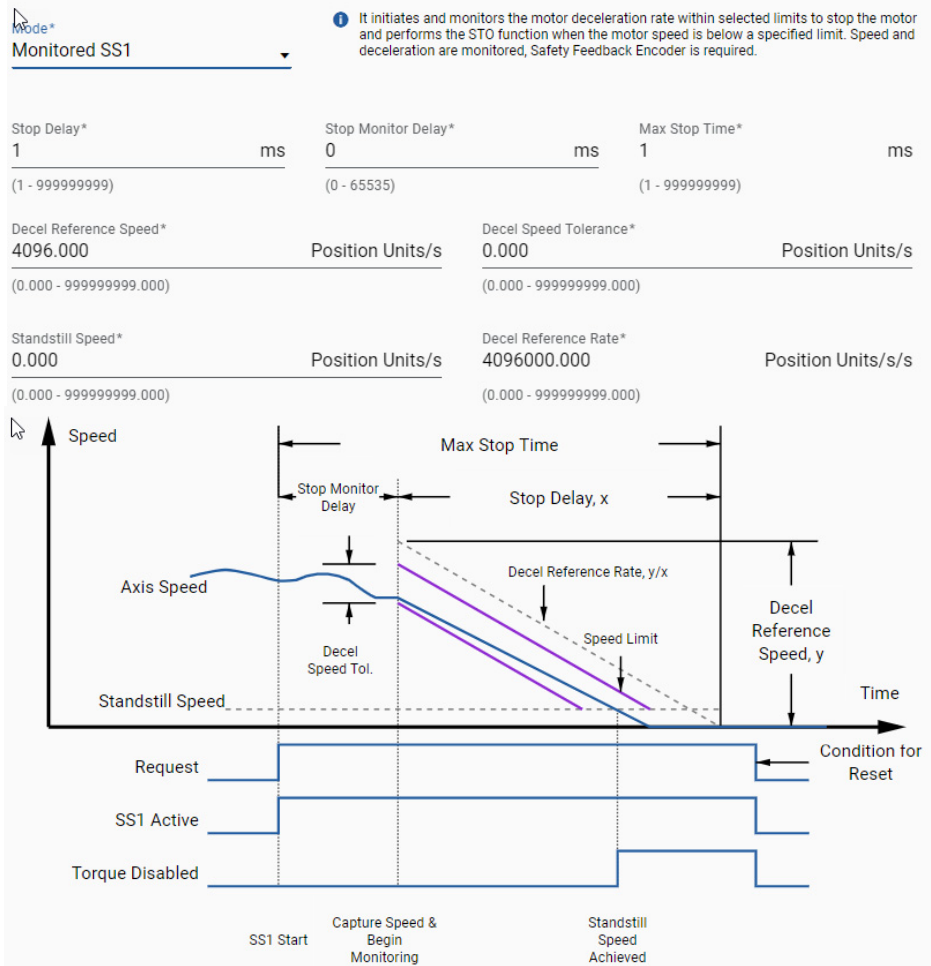 Mode*
Monitored SS1
It initiates and monitors the motor deceleration rate within selected limits to stop the motor
and performs the STO function when the motor speed is below a specified limit. Speed and
deceleration are monitored, Safety Feedback Encoder is required.
Stop Delay*
1 ms
(1 - 999999999)
Stop Monitor Delay*
0 ms
(0 - 65535)
Max Stop Time*
1 ms
(1 - 999999999)
Decel Reference Speed*
4096.000 Position Units/s
(0.000 - 999999999.000)
Decel Speed Tolerance*
0.000 Position Units/s
(0.000 - 999999999.000)
Standstill Speed*
0.000 Position Units/s
(0.000 - 999999999.000)
Decel Reference Rate*
4096000.000 Position Units/s/s
(0.000 - 999999999.000)
Speed
Max Stop Time
Stop Monitor
Delay
Stop Delay, x
Axis Speed
Decel Reference Rate, y/x
Decel
Reference
Speed, y
Speed Limit
Decel
Speed Tol.
Standstill Speed
Time
Request
Condition for
Reset
SS1 Active
Torque Disabled
SS1 Start
Capture Speed &
Begin
Monitoring
Standstill
Speed
Achieved